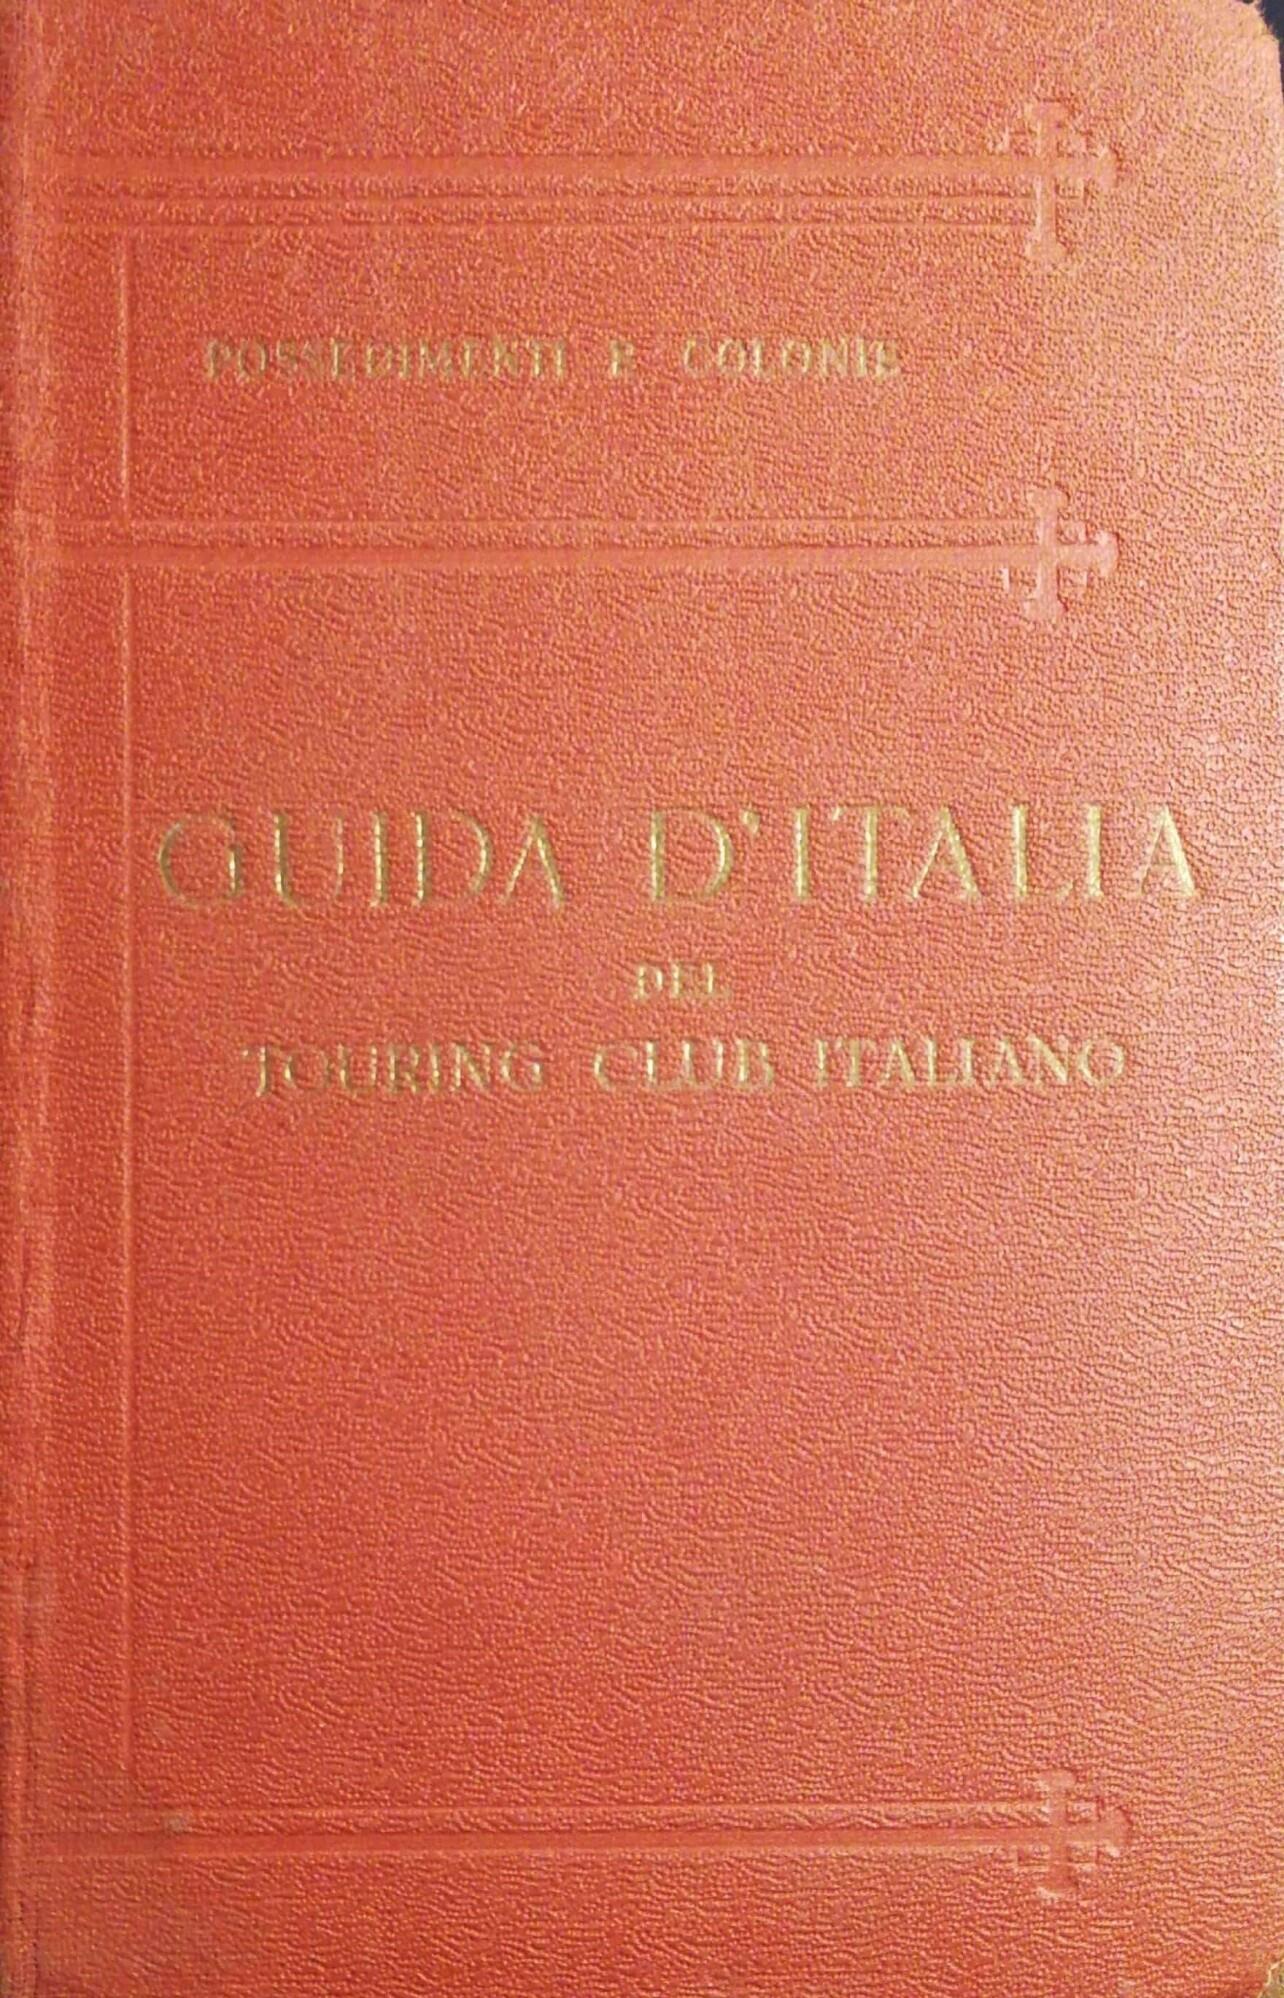 POSSEDIMENTI E COLONIE
GUIDA D'ITALIA
DEL
TOURING CLUB ITALIANO